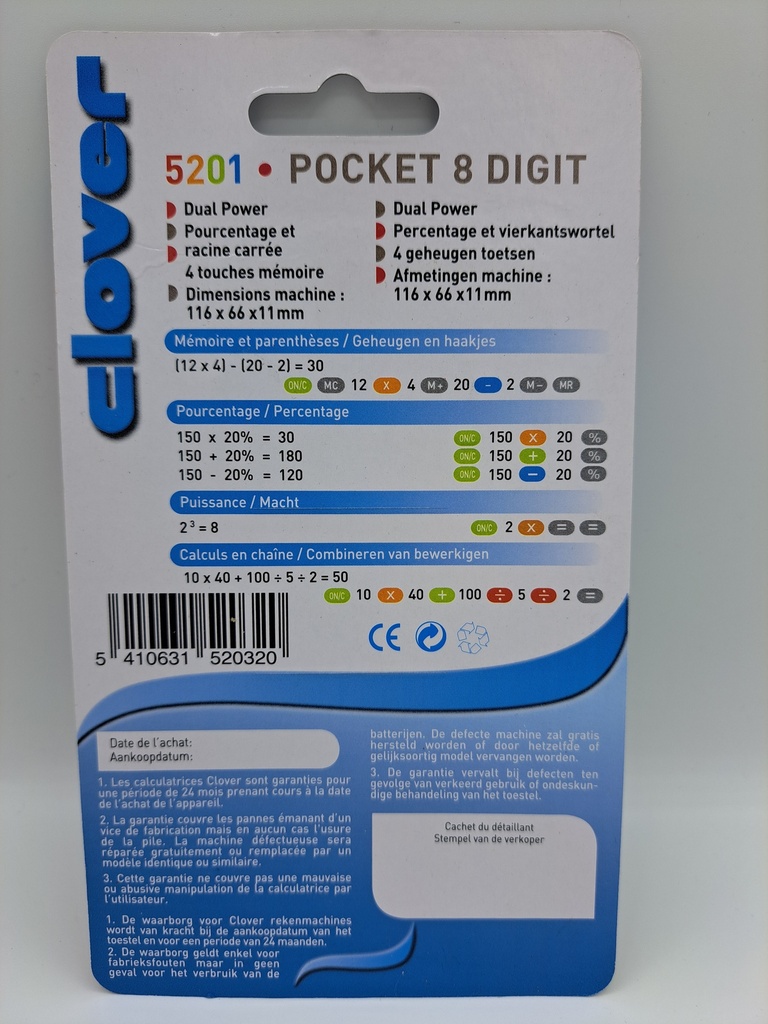 clover
5201 • POCKET 8 DIGIT
Dual Power
Pourcentage et
racine carrée
4 touches mémoire
Dimensions machine :
116 x 66 x11mm
Dual Power
Percentage et vierkantswortel
4 geheugen toetsen
Afmetingen machine :
116 x 66 x11mm
Mémoire et parenthèses / Geheugen en haakjes
(12 x 4) - (20 - 2) = 30
ON/C MC 12 X 4 M+ 20 - 2 M- MR
Pourcentage / Percentage
150 x 20% = 30 ON/C 150 X 20 %
150 + 20% = 180 ON/C 150 + 20 %
150 - 20% = 120 ON/C 150 - 20 %
Puissance / Macht
2³ = 8 ON/C 2 X = =
Calculs en chaîne / Combineren van bewerkigen
10 x 40 + 100 ÷ 5 ÷ 2 = 50
ON/C 10 X 40 + 100 ÷ 5 ÷ 2 =
5 410631 520320
CE
Date de l'achat:
Aankoopdatum:
1. Les calculatrices Clover sont garanties pour
une période de 24 mois prenant cours à la date
de l'achat de l'appareil.
2. La garantie couvre les pannes émanant d'un
vice de fabrication mais en aucun cas l'usure
de la pile. La machine défectueuse sera
réparée gratuitement ou remplacée par un
modèle identique ou similaire.
3. Cette garantie ne couvre pas une mauvaise
ou abusive manipulation de la calculatrice par
l'utilisateur.
1. De waarborg voor Clover rekenmachines
wordt van kracht bij de aankoopdatum van het
toestel en voor een periode van 24 maanden.
2. De waarborg geldt enkel voor
fabrieksfouten maar in geen
geval voor het verbruik van de
batterijen. De defecte machine zal gratis
hersteld worden of door hetzelfde of
gelijksoortig model vervangen worden.
3. De garantie vervalt bij defecten ten
gevolge van verkeerd gebruik of ondeskun-
dige behandeling van het toestel.
Cachet du détaillant
Stempel van de verkoper